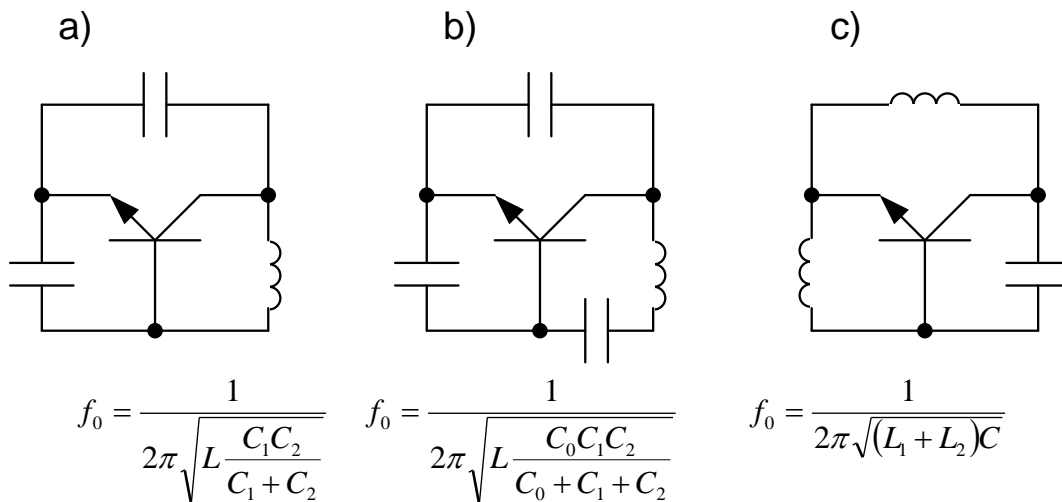 a) b) c)
f₀ = 1 / (2π√(L (C₁C₂)/(C₁ + C₂))) f₀ = 1 / (2π√(L (C₀C₁C₂)/(C₀ + C₁ + C₂))) f₀ = 1 / (2π√((L₁ + L₂)C))